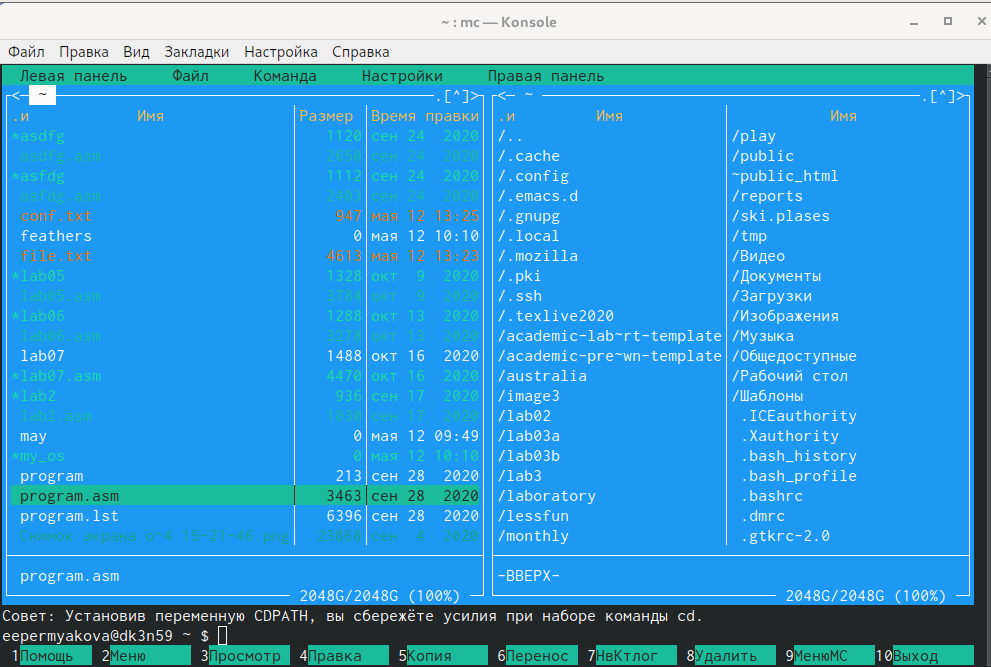 ~ : mc — Konsole
Файл Правка Вид Закладки Настройка Справка
Левая панель Файл Команда Настройки Правая панель
<─ ~ ─.[^]> <─ ~ ─.[^]>
.и Имя Размер Время правки .и Имя Имя
*asdfg 1120 сен 24 2020 /.. /play
asdfg.asm 2650 сен 24 2020 /.cache /public
*asfdg 1112 сен 24 2020 /.config ~public_html
asfdg.asm 2403 сен 24 2020 /.emacs.d /reports
conf.txt 947 мая 12 13:25 /.gnupg /ski.plases
feathers 0 мая 12 10:10 /.local /tmp
file.txt 4613 мая 12 13:23 /.mozilla /Видео
*lab05 1328 окт 9 2020 /.pki /Документы
lab05.asm 3784 окт 9 2020 /.ssh /Загрузки
*lab06 1288 окт 13 2020 /.texlive2020 /Изображения
lab06.asm 3276 окт 13 2020 /academic-lab~rt-template /Музыка
lab07 1488 окт 16 2020 /academic-pre~wn-template /Общедоступные
*lab07.asm 4470 окт 16 2020 /australia /Рабочий стол
*lab2 936 сен 17 2020 /image3 /Шаблоны
lab2.asm 1030 сен 17 2020 /lab02 .ICEauthority
may 0 мая 12 09:49 /lab03a .Xauthority
*my_os 0 мая 12 10:10 /lab03b .bash_history
program 213 сен 28 2020 /lab3 .bash_profile
program.asm 3463 сен 28 2020 /laboratory .bashrc
program.lst 6396 сен 28 2020 /lessfun .dmrc
Снимок экрана о~4 15-21-46.png 23868 сен 4 2020 /monthly .gtkrc-2.0
program.asm -ВВЕРХ-
2048G/2048G (100%) 2048G/2048G (100%)
Совет: Установив переменную CDPATH, вы сбережёте усилия при наборе команды cd.
eepermyakova@dk3n59 ~ $
1Помощь 2Меню 3Просмотр 4Правка 5Копия 6Перенос 7НвКтлог 8Удалить 9МенюMC 10Выход